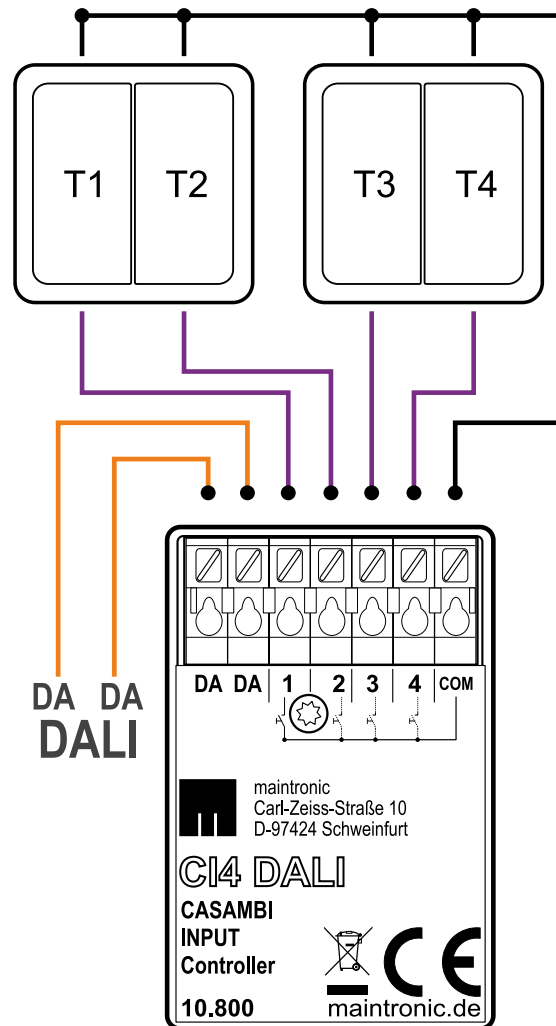 T1 T2 T3 T4
DA DA
DALI
DA DA 1 2 3 4 COM
maintronic
Carl-Zeiss-Straße 10
D-97424 Schweinfurt
CI4 DALI
CASAMBI
INPUT
Controller
CE
10.800 maintronic.de